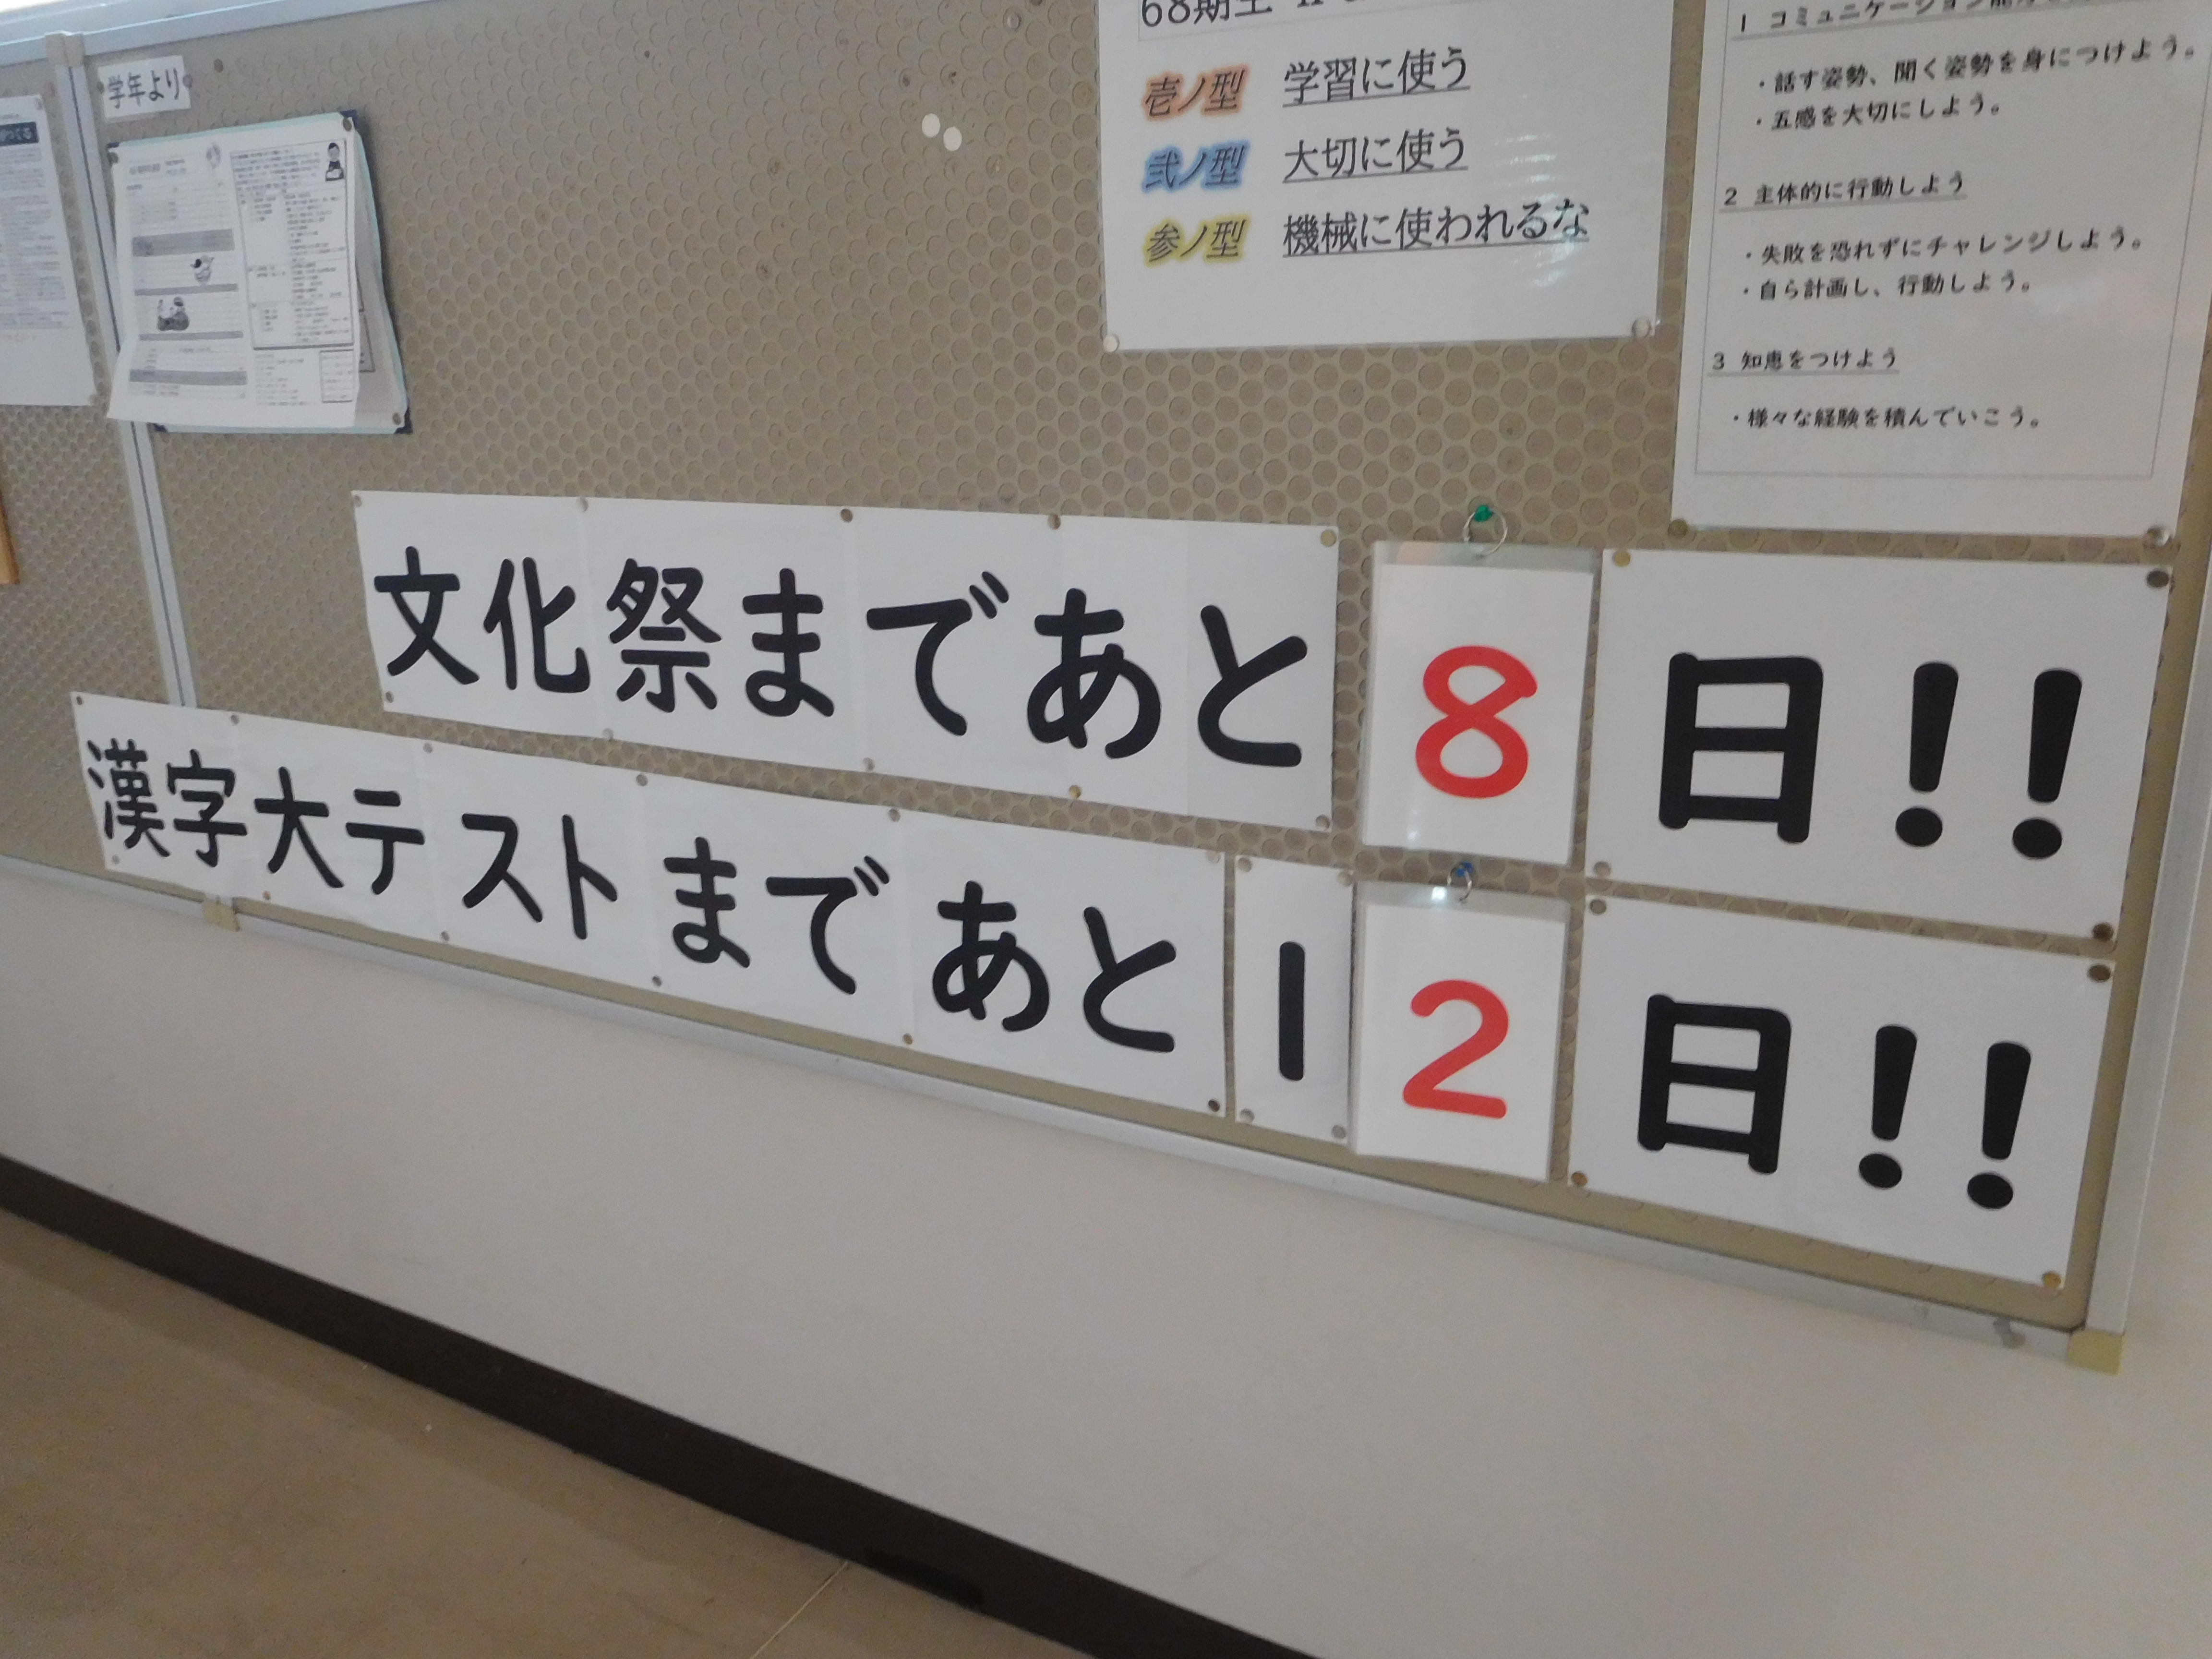 学年より
68期生
壱ノ型 学習に使う
弐ノ型 大切に使う
参ノ型 機械に使われるな
1 コミュニケーション能力
・話す姿勢、聞く姿勢を身につけよう。
・五感を大切にしよう。
2 主体的に行動しよう
・失敗を恐れずにチャレンジしよう。
・自ら計画し、行動しよう。
3 知恵をつけよう
・様々な経験を積んでいこう。
文化祭まであと8日!!
漢字大テストまであと12日!!